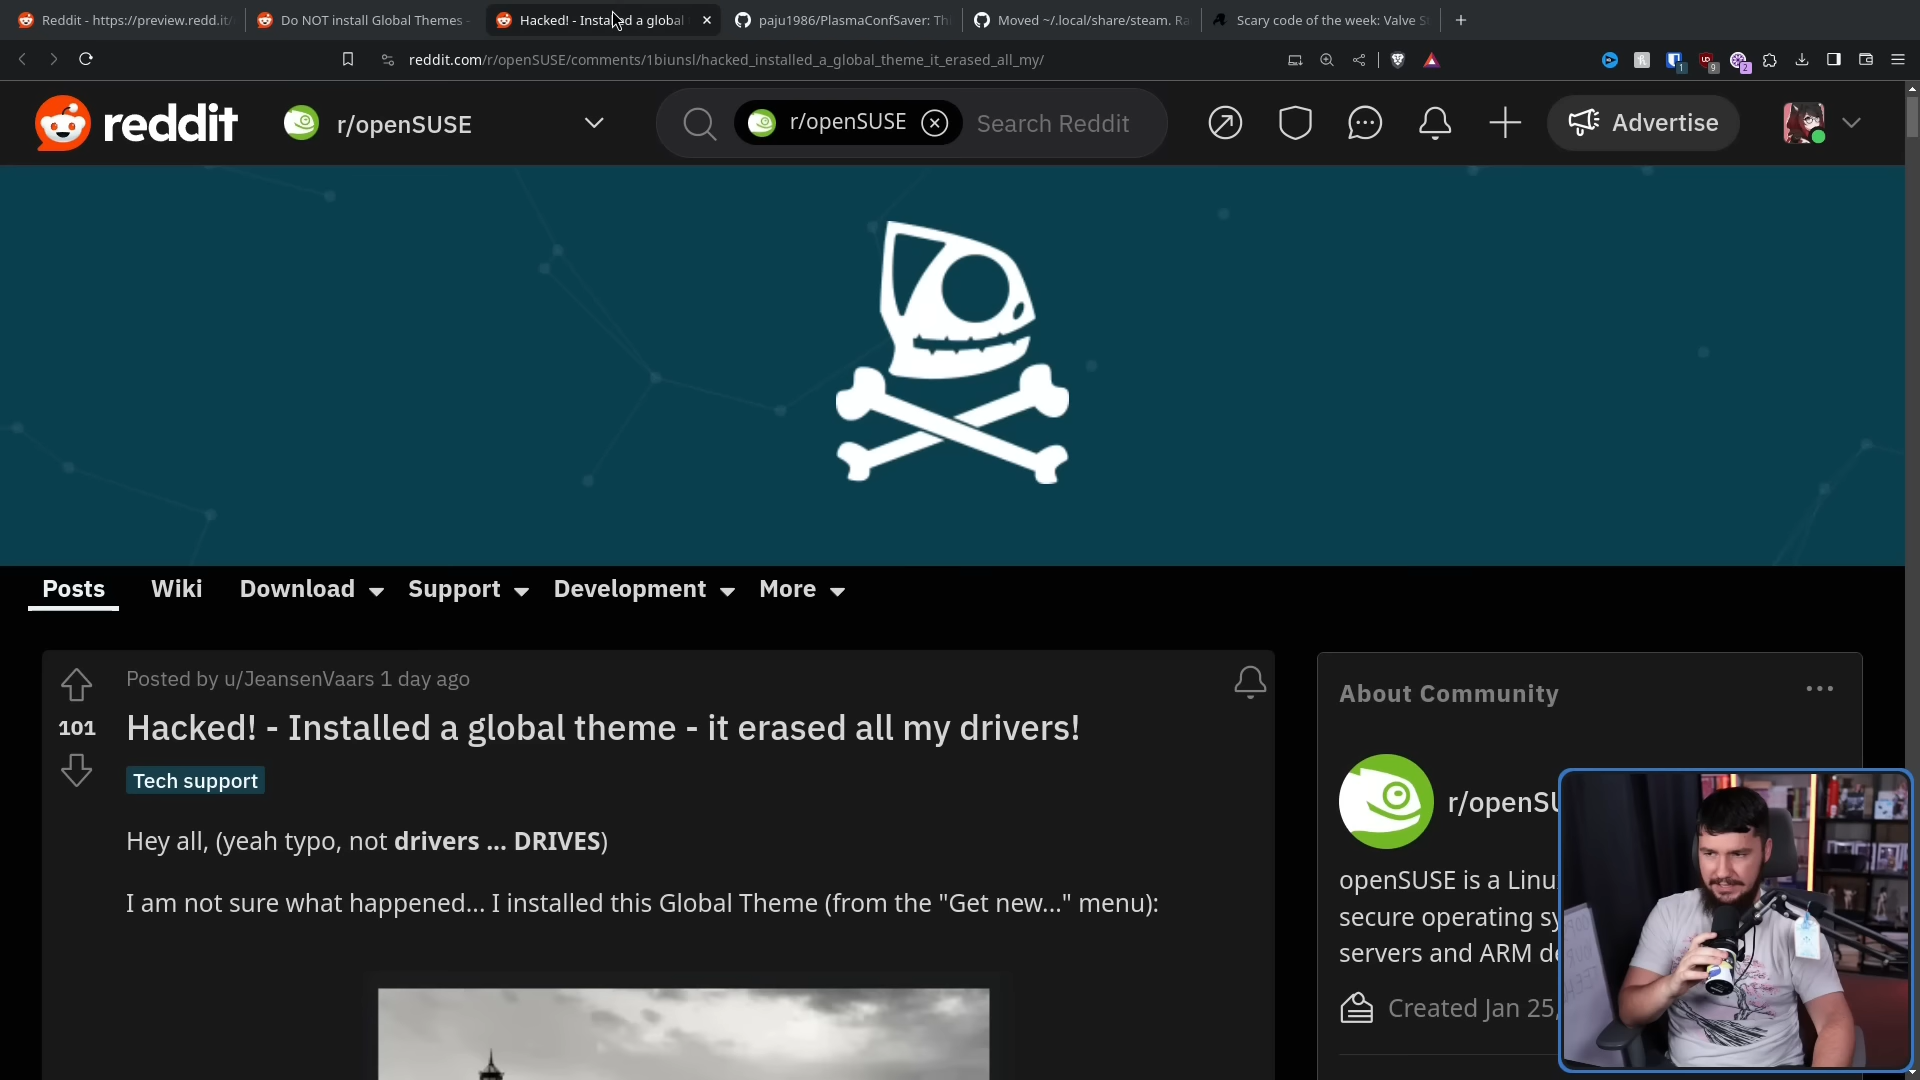 Reddit - https://preview.redd.it/
Do NOT install Global Themes -
Hacked! - Installed a global
paju1986/PlasmaConfSaver: Thi
Moved ~/.local/share/steam. Ra
Scary code of the week: Valve S
reddit.com/r/openSUSE/comments/1biunsl/hacked_installed_a_global_theme_it_erased_all_my/
1
9
2
reddit
r/openSUSE
r/openSUSE
Search Reddit
Advertise
Posts
Wiki
Download
Support
Development
More
Posted by u/JeansenVaars 1 day ago
101
Hacked! - Installed a global theme - it erased all my drivers!
Tech support
Hey all, (yeah typo, not drivers ... DRIVES)
I am not sure what happened... I installed this Global Theme (from the "Get new..." menu):
About Community
r/openSU
openSUSE is a Linu
secure operating sy
servers and ARM de
Created Jan 25,